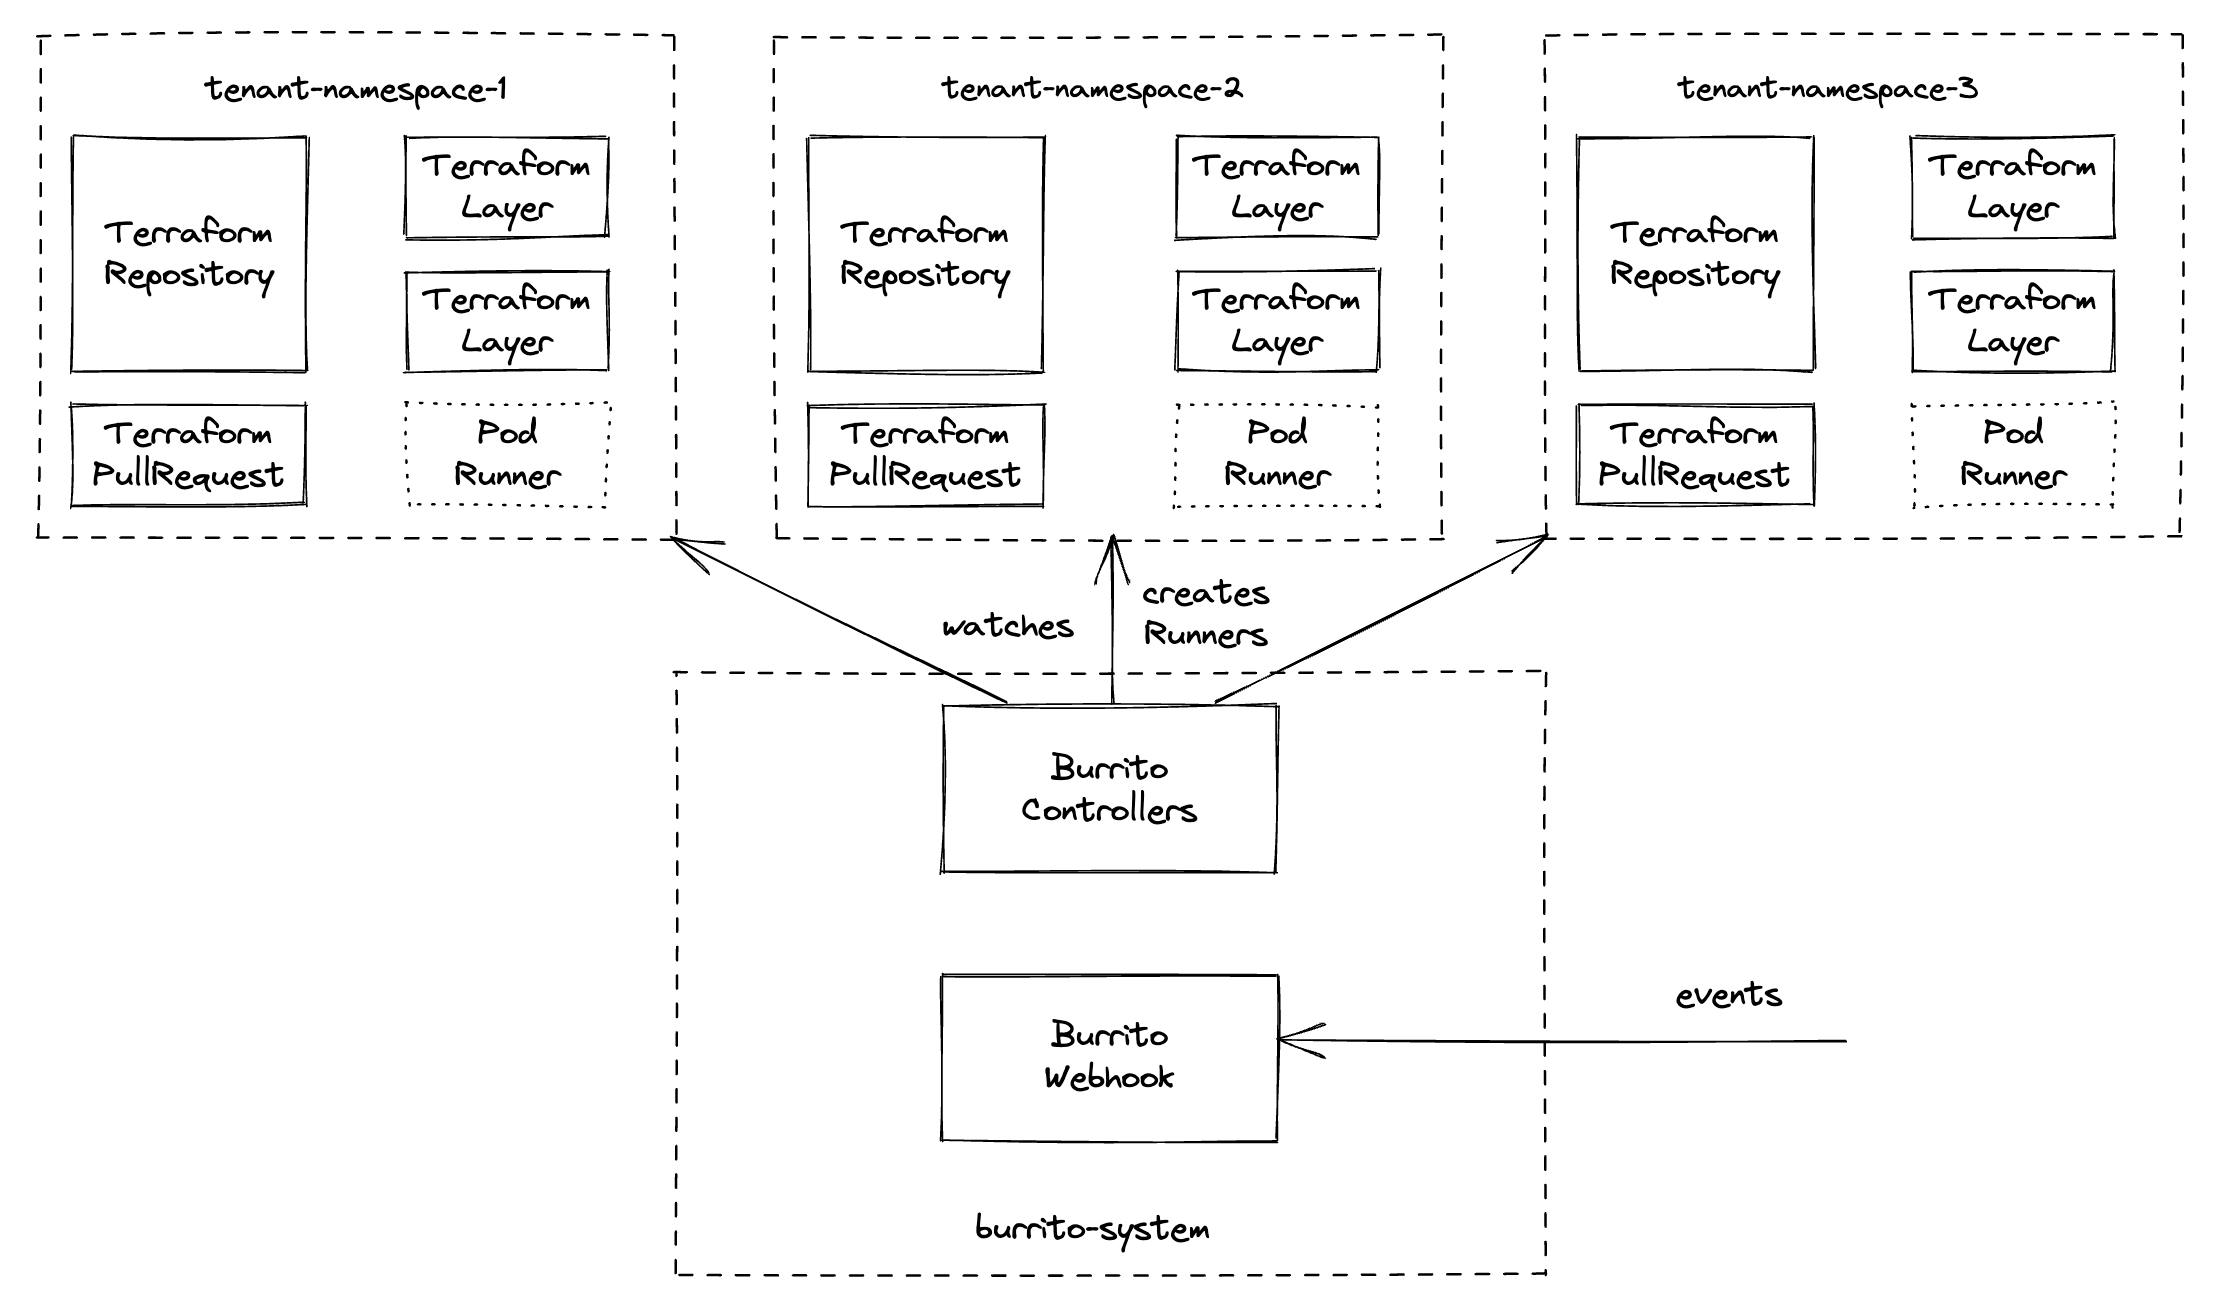 tenant-namespace-1
Terraform
Repository
Terraform
Layer
Terraform
Layer
Terraform
PullRequest
Pod
Runner
tenant-namespace-2
Terraform
Repository
Terraform
Layer
Terraform
Layer
Terraform
PullRequest
Pod
Runner
tenant-namespace-3
Terraform
Repository
Terraform
Layer
Terraform
Layer
Terraform
PullRequest
Pod
Runner
watches
creates
Runners
Burrito
Controllers
Burrito
Webhook
events
burrito-system